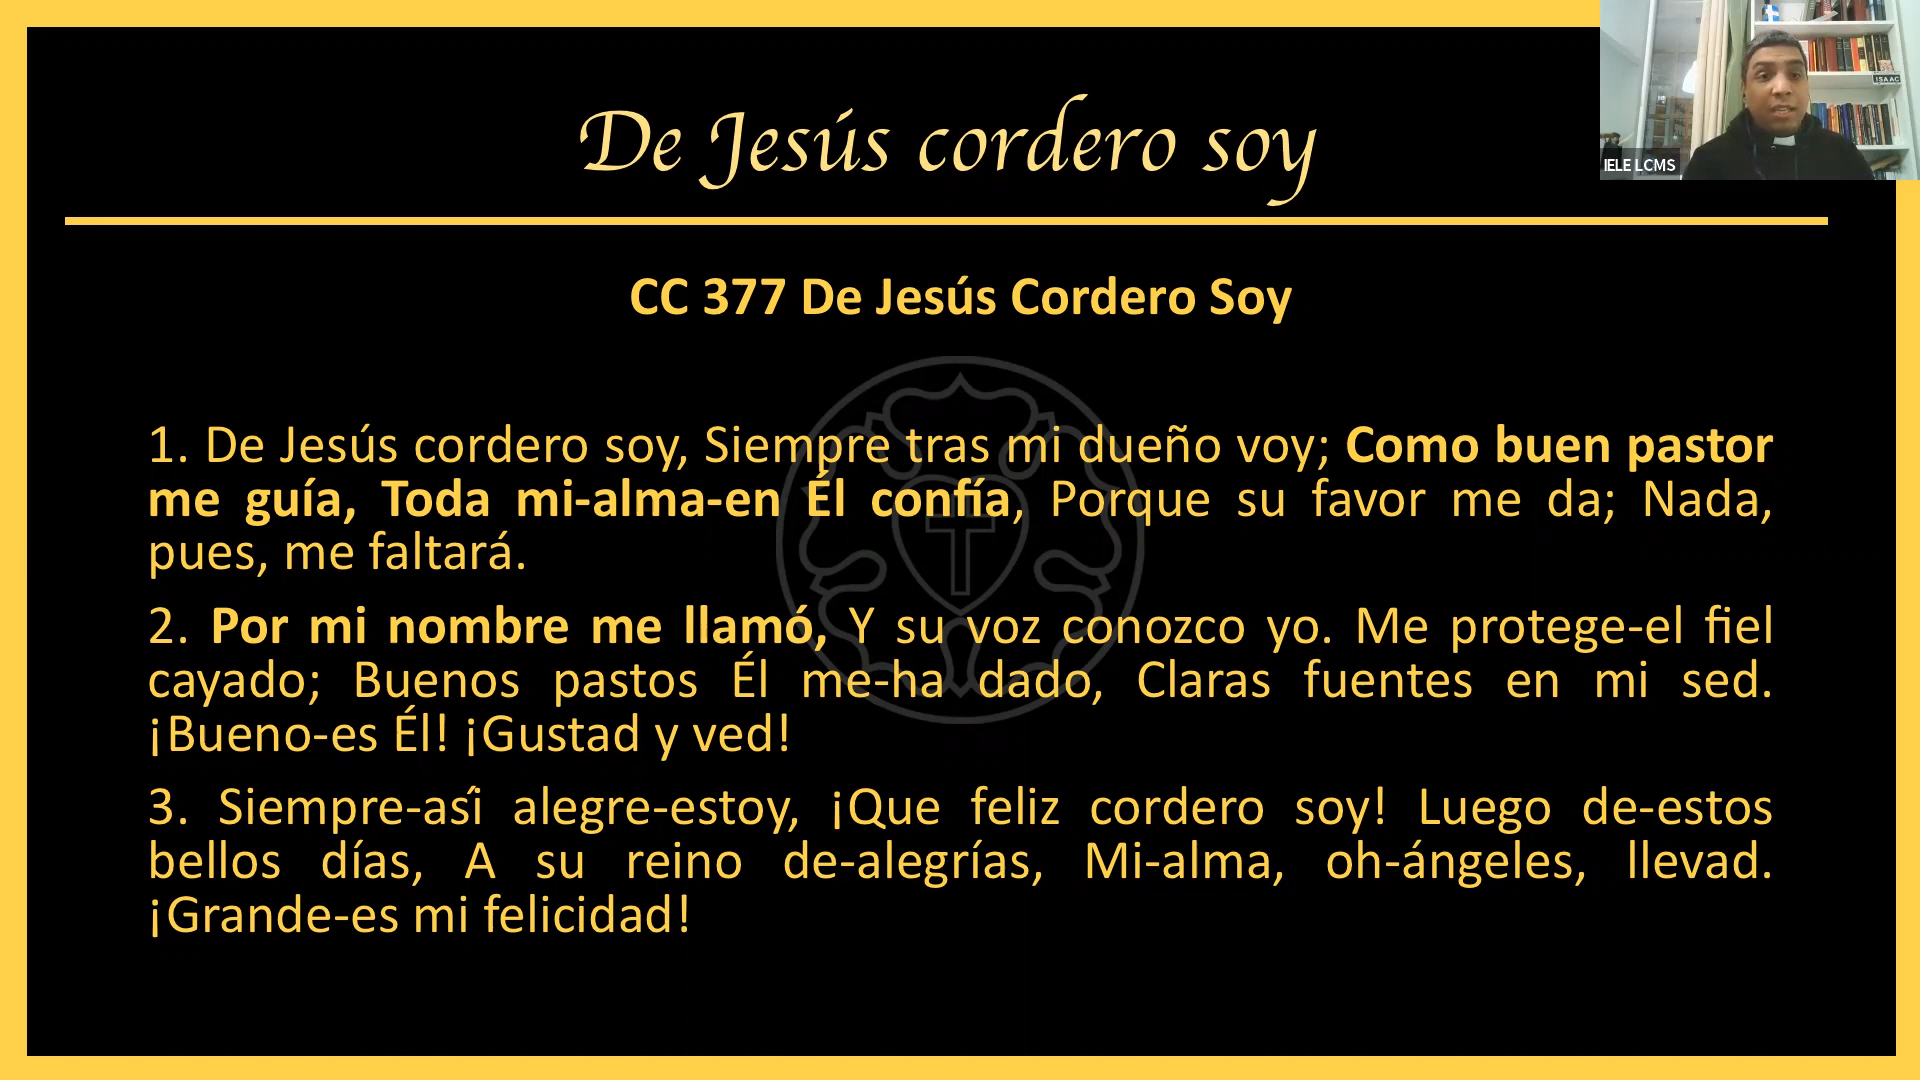 De Jesús cordero soy
ISAAC
IELE LCMS
CC 377 De Jesús Cordero Soy
1. De Jesús cordero soy, Siempre tras mi dueño voy; Como buen pastor
me guía, Toda mi-alma-en Él confía, Porque su favor me da; Nada,
pues, me faltará.
2. Por mi nombre me llamó, Y su voz conozco yo. Me protege-el fiel
cayado; Buenos pastos Él me-ha dado, Claras fuentes en mi sed.
¡Bueno-es Él! ¡Gustad y ved!
3. Siempre-así alegre-estoy, ¡Que feliz cordero soy! Luego de-estos
bellos días, A su reino de-alegrías, Mi-alma, oh-ángeles, llevad.
¡Grande-es mi felicidad!